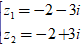 z₁ = −2 − 3i
z₂ = −2 + 3i